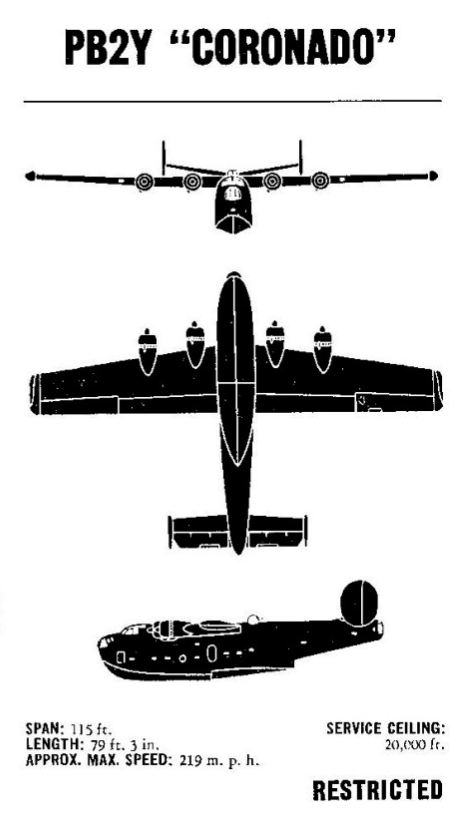 PB2Y “CORONADO”
SPAN: 115 ft.
LENGTH: 79 ft. 3 in.
APPROX. MAX. SPEED: 219 m. p. h.
SERVICE CEILING:
20,000 ft.
RESTRICTED